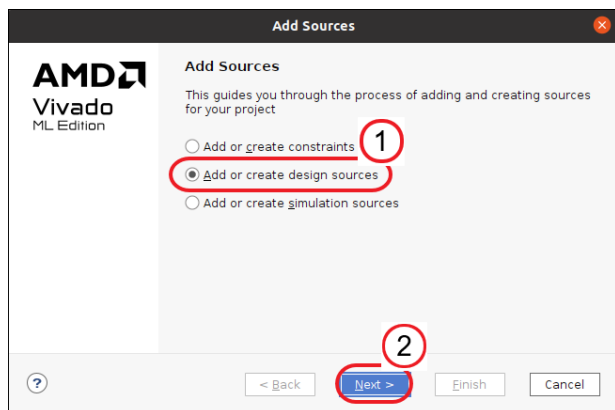 Add Sources
AMD
Vivado
ML Edition
Add Sources
This guides you through the process of adding and creating sources
for your project
Add or create constraints
1
Add or create design sources
Add or create simulation sources
2
?
< Back
Next >
Finish
Cancel